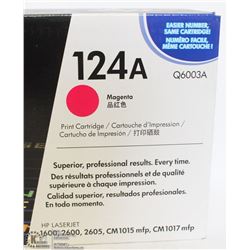 EASIER NUMBER,
SAME CARTRIDGE!
NUMÉRO FACILE,
MÊME CARTOUCHE!
124A
Q6003A
Magenta
品红色
Print Cartridge / Cartouche d'Impression /
Cartucho de Impresión / 打印硒鼓
Superior, professional results. Every time.
Des résultats professionnels et de qualité
supérieure à chaque impression.
Calidad superior, resultados profesionales.
En todo momento.
HP LASERJET
1600, 2600, 2605, CM1015 mfp, CM1017 mfp